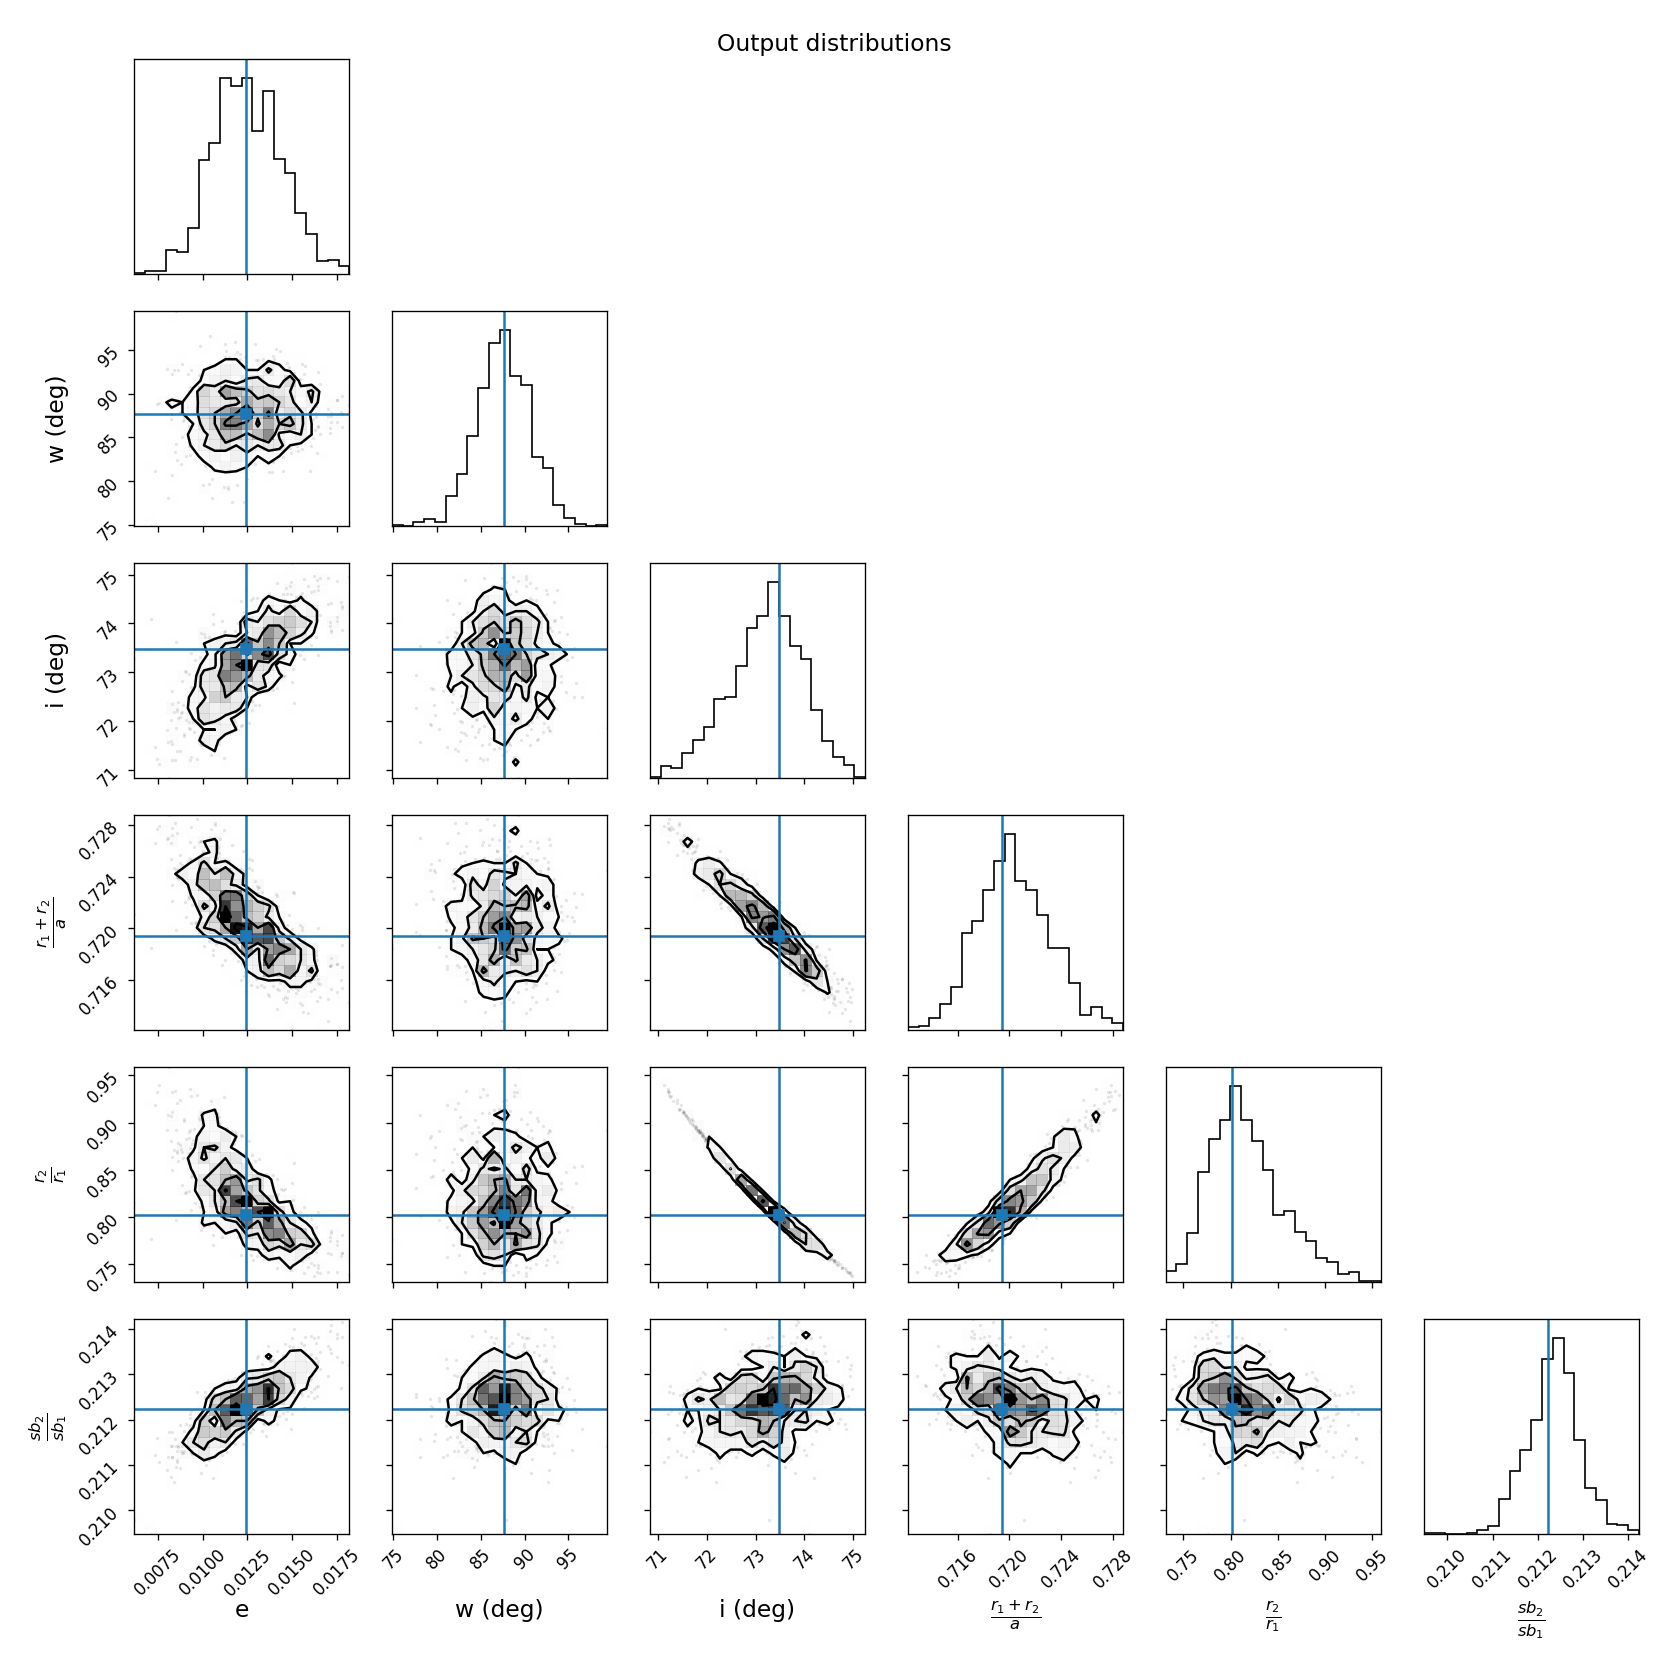 Output distributions
w (deg)
95
90
85
80
75
i (deg)
75
74
73
72
71
r₁ + r₂
a
0.728
0.724
0.720
0.716
r₂
r₁
0.95
0.90
0.85
0.80
0.75
sb₂
sb₁
0.214
0.213
0.212
0.211
0.210
0.0075 0.0100 0.0125 0.0150 0.0175 75 80 85 90 95 71 72 73 74 75 0.716 0.720 0.724 0.728 0.75 0.80 0.85 0.90 0.95 0.210 0.211 0.212 0.213 0.214
e w (deg) i (deg) r₁ + r₂ r₂ sb₂
a r₁ sb₁